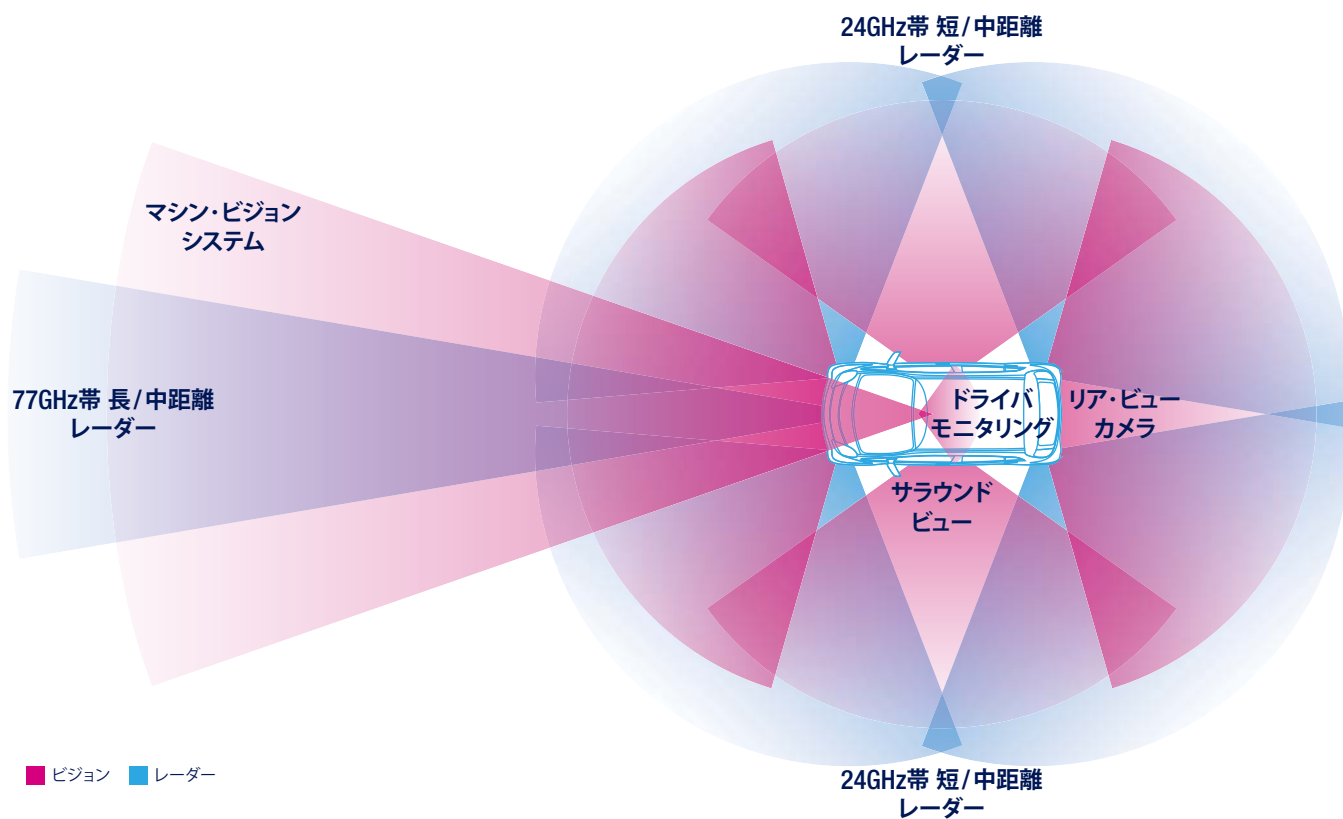 24GHz帯 短/中距離
レーダー
マシン・ビジョン
システム
77GHz帯 長/中距離
レーダー
ドライバ
モニタリング
リア・ビュー
カメラ
サラウンド
ビュー
ビジョン
レーダー
24GHz帯 短/中距離
レーダー